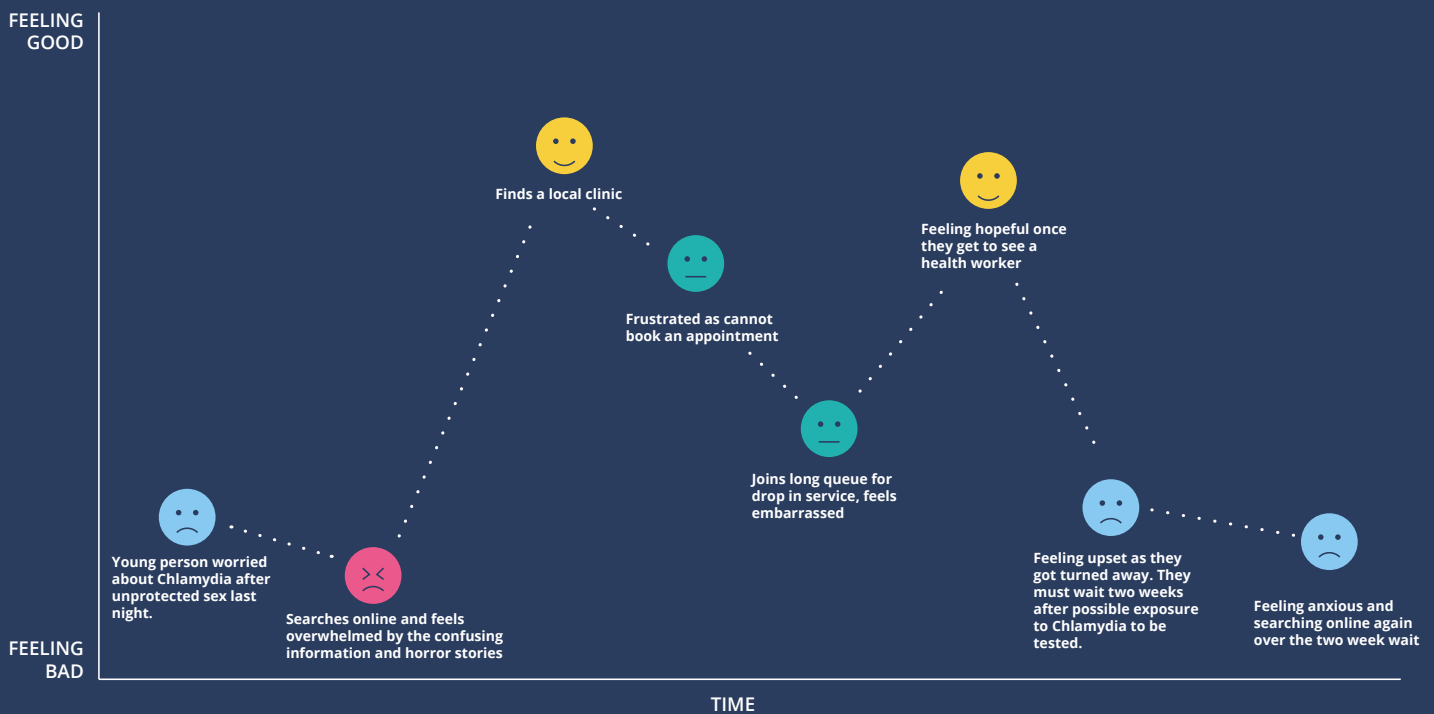 FEELING
GOOD
Finds a local clinic
Feeling hopeful once
they get to see a
health worker
Frustrated as cannot
book an appointment
Joins long queue for
drop in service, feels
embarrassed
Young person worried
about Chlamydia after
unprotected sex last
night.
Searches online and feels
overwhelmed by the confusing
information and horror stories
Feeling upset as they
got turned away. They
must wait two weeks
after possible exposure
to Chlamydia to be
tested.
Feeling anxious and
searching online again
over the two week wait
FEELING
BAD
TIME